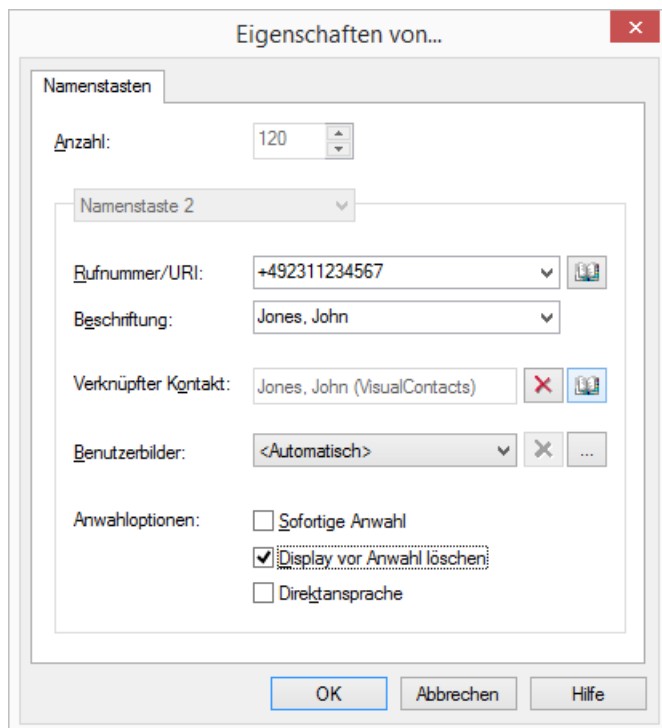 Eigenschaften von...
Namenstasten
Anzahl: 120
Namenstaste 2
Rufnummer/URI: +492311234567
Beschriftung: Jones, John
Verknüpfter Kontakt: Jones, John (VisualContacts)
Benutzerbilder: <Automatisch> ...
Anwahloptionen: Sofortige Anwahl
Display vor Anwahl löschen
Direktansprache
OK Abbrechen Hilfe